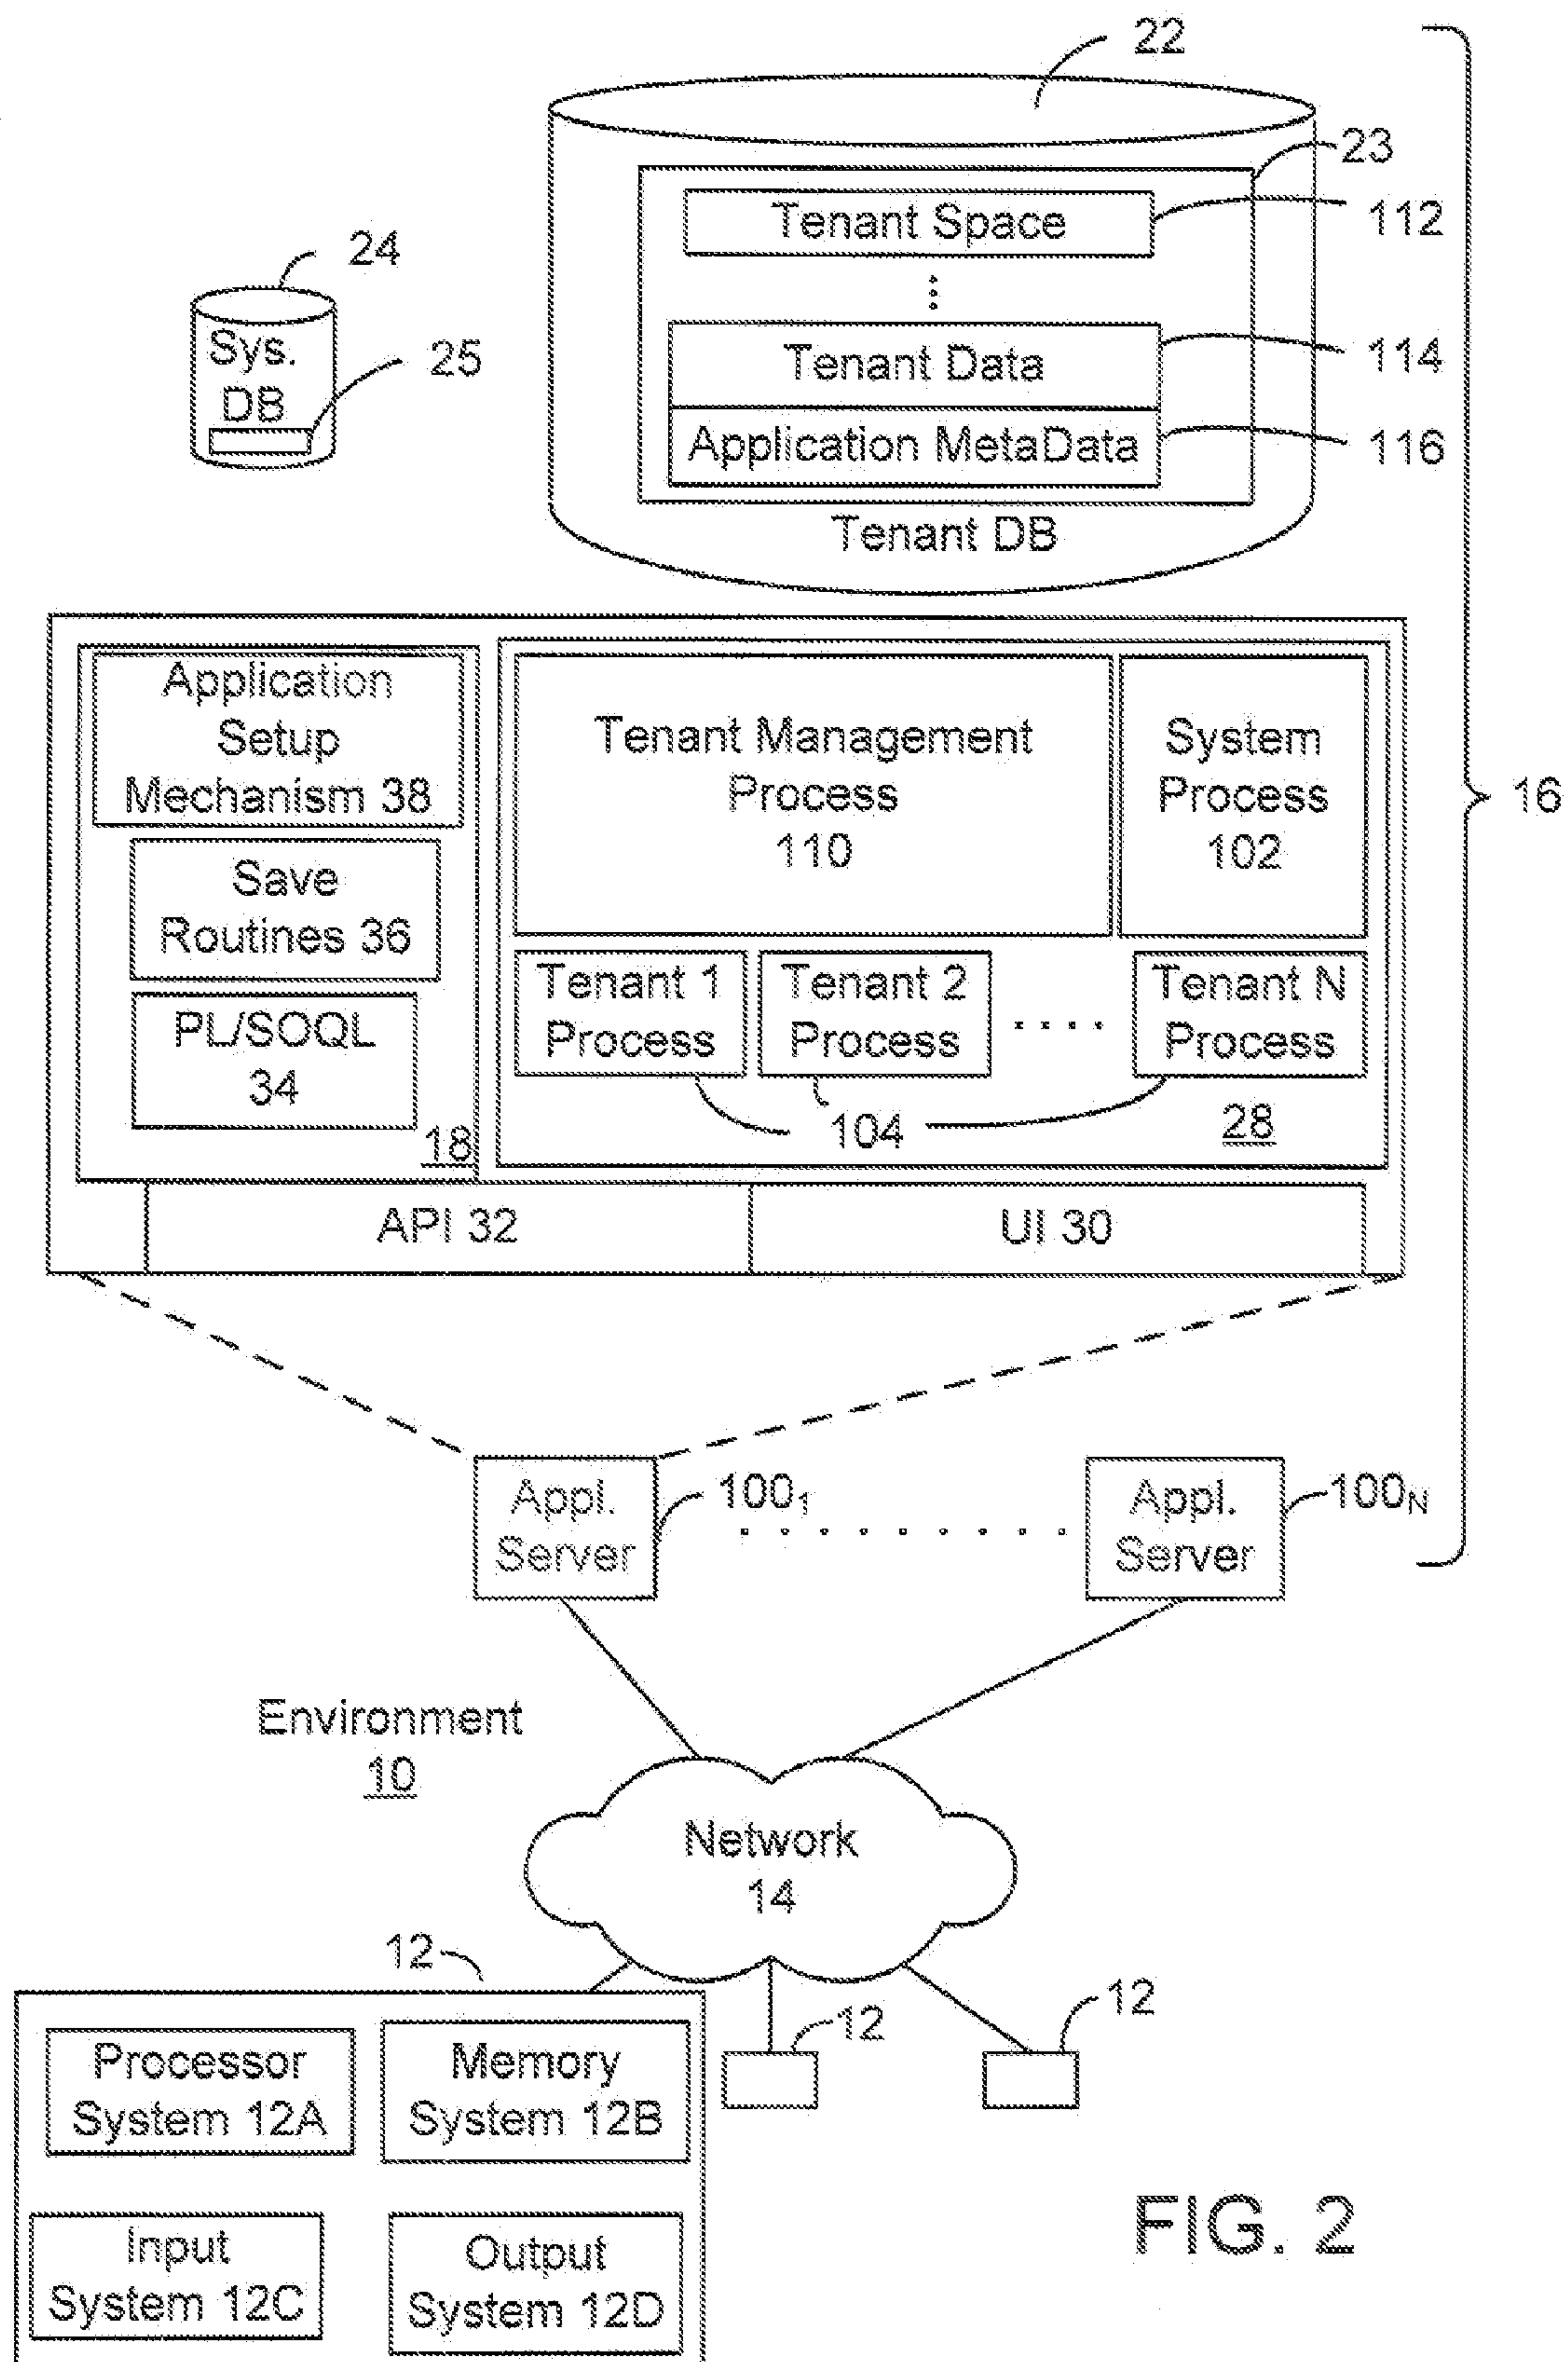 22
23
Tenant Space
112
24
Sys.
DB
25
Tenant Data
114
Application MetaData
116
Tenant DB
Application
Setup
Mechanism 38
Tenant Management
Process
110
System
Process
102
16
Save
Routines 36
Tenant 1
Process
Tenant 2
Process
Tenant N
Process
PL/SOQL
34
18
104
28
API 32
UI 30
Appl.
Server
100₁
Appl.
Server
100N
Environment
10
Network
14
12
12
12
Processor
System 12A
Memory
System 12B
Input
System 12C
Output
System 12D
FIG. 2